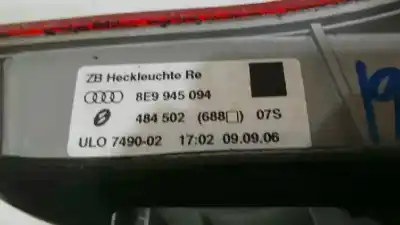 ZB Heckleuchte Re
8E9 945 094
484 502 (688□) 07S
ULO 7490-02 17:02 09.09.06